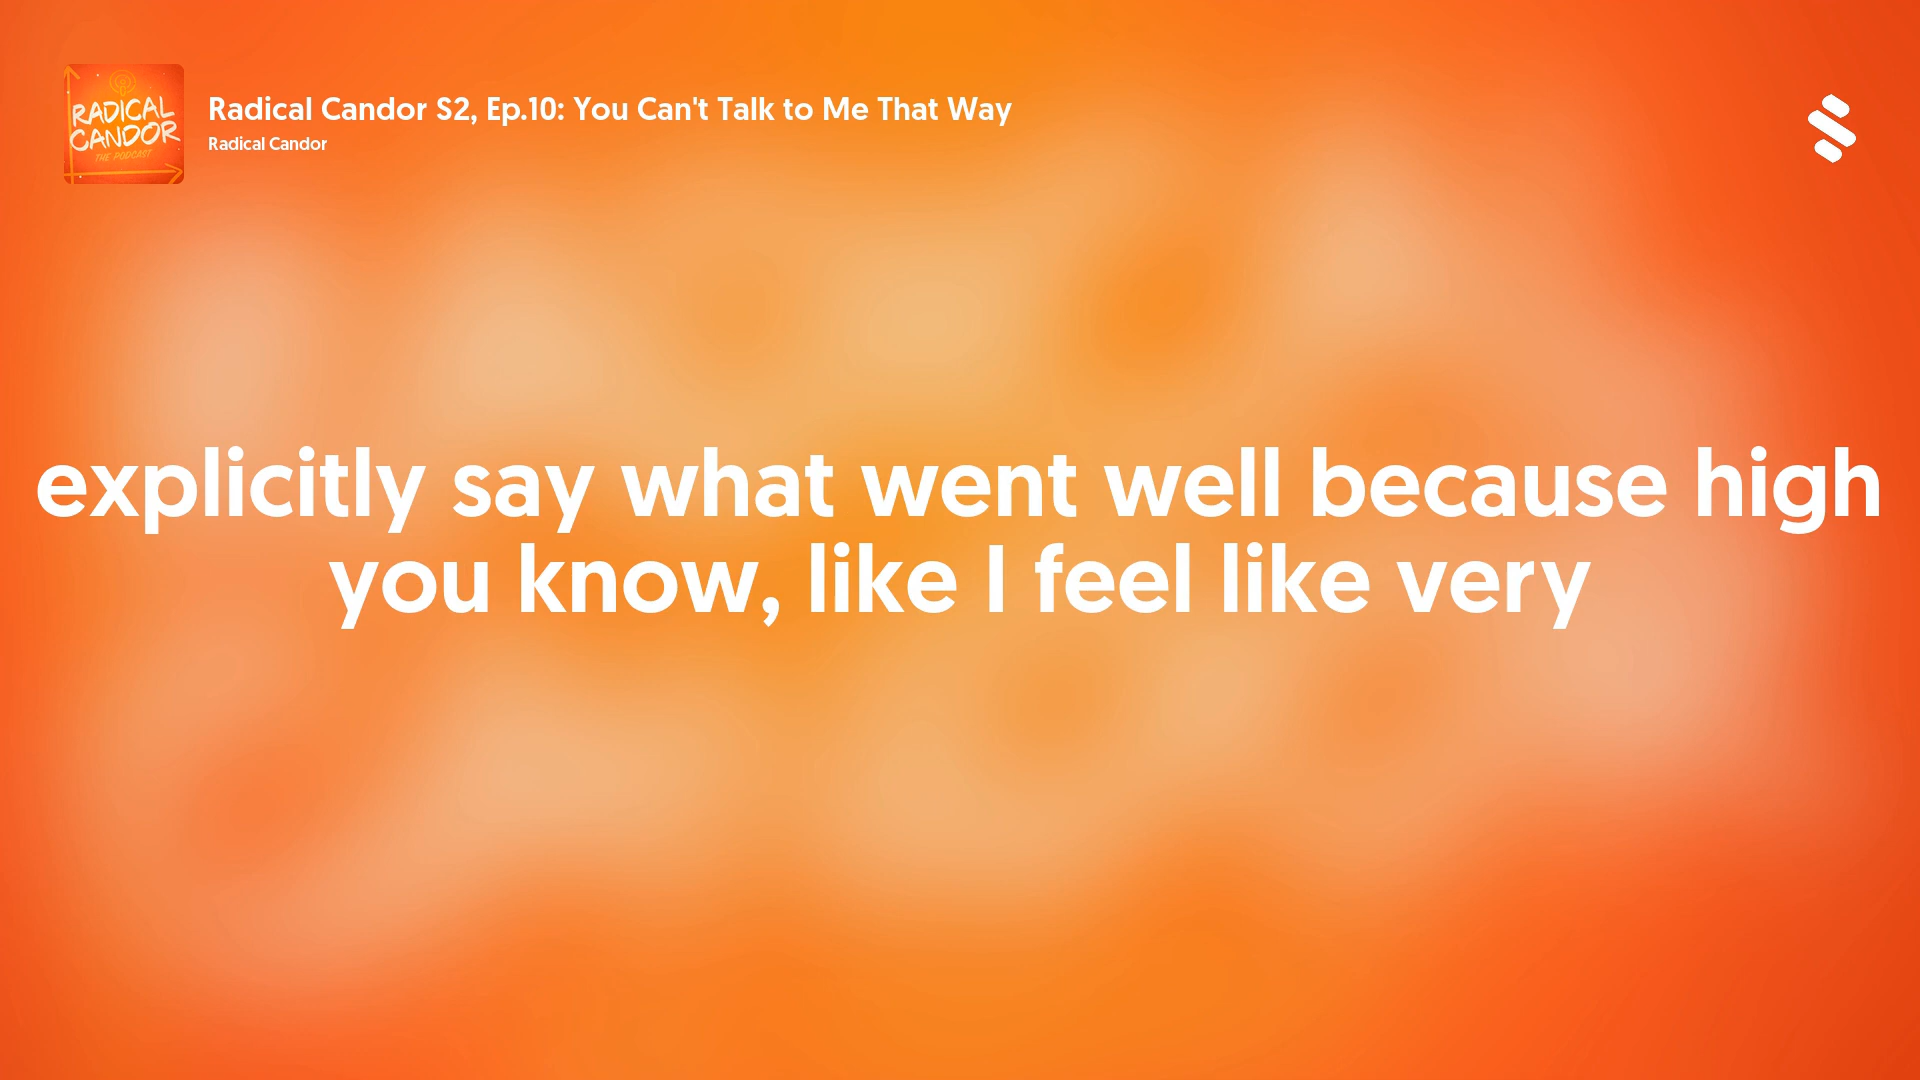 RADICAL
CANDOR
THE PODCAST
Radical Candor S2, Ep.10: You Can't Talk to Me That Way
Radical Candor
explicitly say what went well because high
you know, like I feel like very